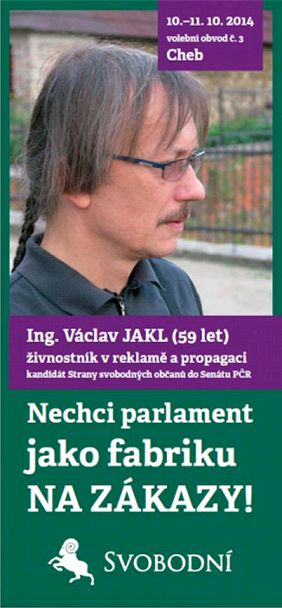 10.–11. 10. 2014
volební obvod č. 3
Cheb
Ing. Václav JAKL (59 let)
živnostník v reklamě a propagaci
kandidát Strany svobodných občanů do Senátu PČR
Nechci parlament
jako fabriku
NA ZÁKAZY!
SVOBODNÍ